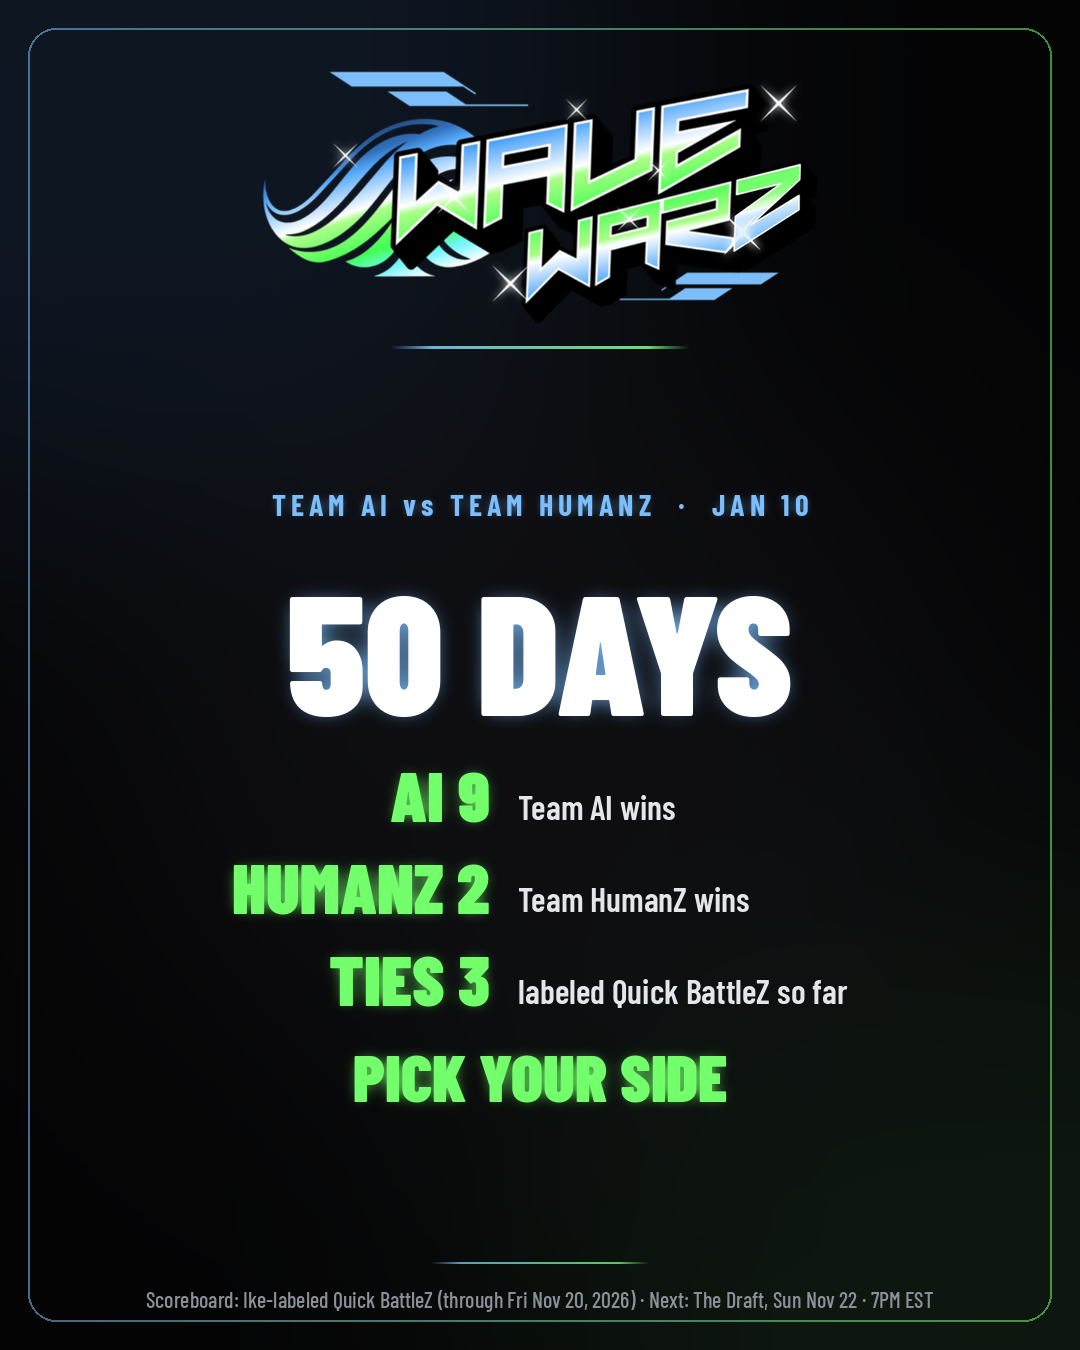 WAVE
WARZ
TEAM AI vs TEAM HUMANZ · JAN 10
50 DAYS
AI 9 Team AI wins
HUMANZ 2 Team HumanZ wins
TIES 3 labeled Quick BattleZ so far
PICK YOUR SIDE
Scoreboard: Ike-labeled Quick BattleZ (through Fri Nov 20, 2026) · Next: The Draft, Sun Nov 22 · 7PM EST